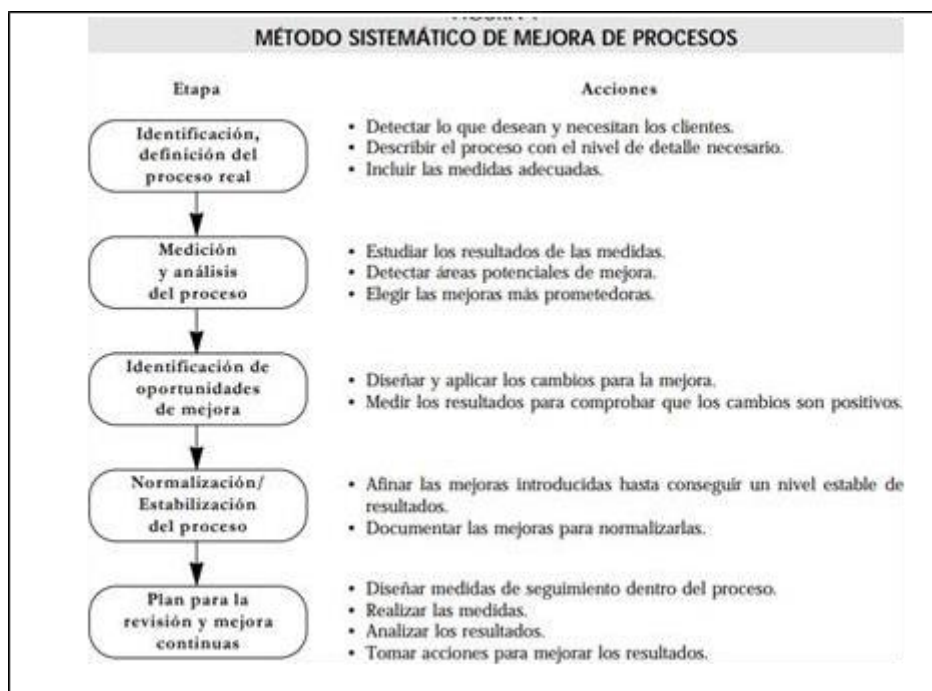 MÉTODO SISTEMÁTICO DE MEJORA DE PROCESOS
Etapa
Acciones
Identificación,
definición del
proceso real
• Detectar lo que desean y necesitan los clientes.
• Describir el proceso con el nivel de detalle necesario.
• Incluir las medidas adecuadas.
Medición
y análisis
del proceso
• Estudiar los resultados de las medidas.
• Detectar áreas potenciales de mejora.
• Elegir las mejoras más prometedoras.
Identificación de
oportunidades
de mejora
• Diseñar y aplicar los cambios para la mejora.
• Medir los resultados para comprobar que los cambios son positivos.
Normalización/
Estabilización
del proceso
• Afinar las mejoras introducidas hasta conseguir un nivel estable de
resultados.
• Documentar las mejoras para normalizarlas.
Plan para la
revisión y mejora
continuas
• Diseñar medidas de seguimiento dentro del proceso.
• Realizar las medidas.
• Analizar los resultados.
• Tomar acciones para mejorar los resultados.